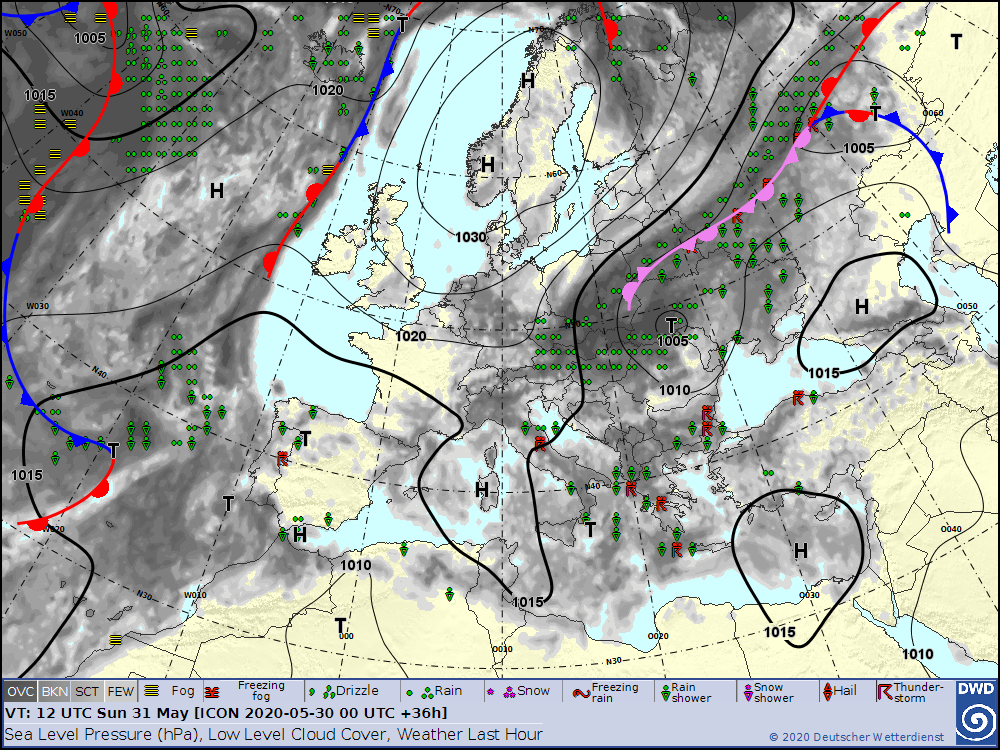 W050
1005
W060
N70
1020
T
N70
H
T
1015
W040
T
O060
1005
H
H
N60
1030
W030
H
O050
T
1005
1020
N40
1015
1010
T
T
1015
H
N40
T
T
H
H
O040
W020
1010
N30
W010
1015
O030
1015
T
000
O010
O020
N30
1010
OVC BKN SCT FEW Fog Freezing fog Drizzle Rain Snow Freezing rain Rain shower Snow shower Hail Thunder-storm
DWD
VT: 12 UTC Sun 31 May [ICON 2020-05-30 00 UTC +36h]
Sea Level Pressure (hPa), Low Level Cloud Cover, Weather Last Hour
© 2020 Deutscher Wetterdienst